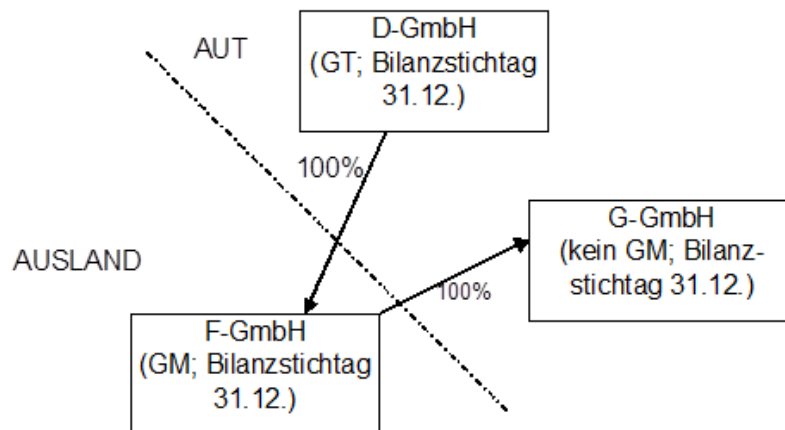 AUT
D-GmbH
(GT; Bilanzstichtag
31.12.)
100%
G-GmbH
(kein GM; Bilanz-
stichtag 31.12.)
AUSLAND
100%
F-GmbH
(GM; Bilanzstichtag
31.12.)